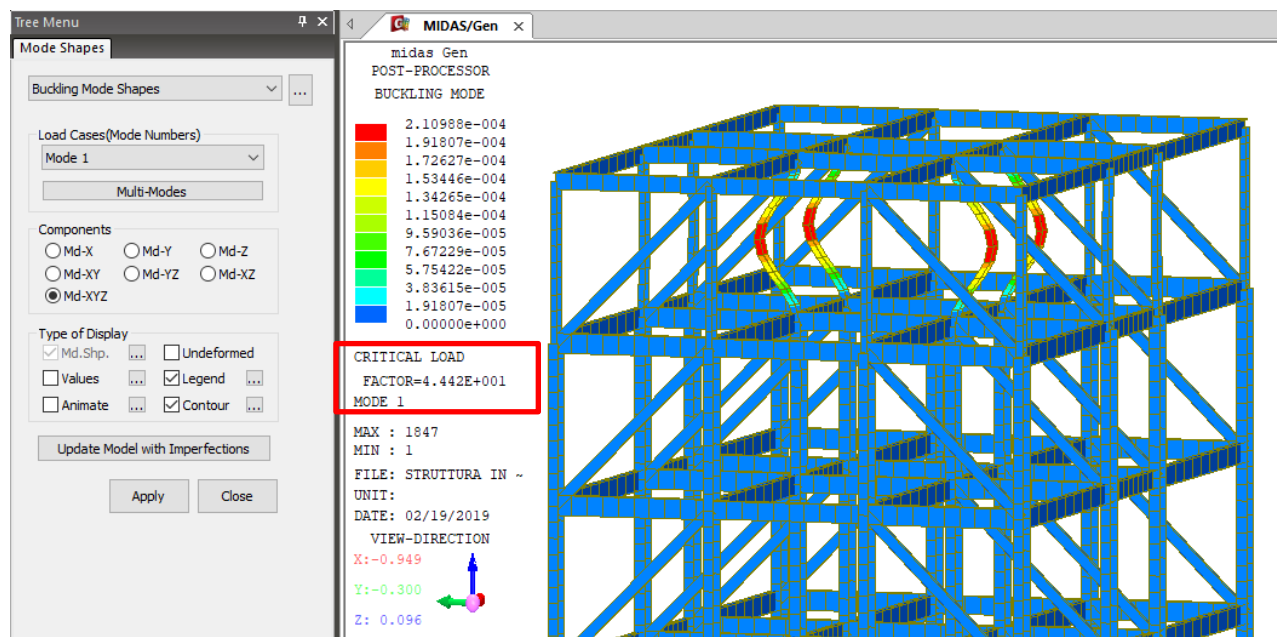 Tree Menu
Mode Shapes
Buckling Mode Shapes
...
Load Cases(Mode Numbers)
Mode 1
Multi-Modes
Components
Md-X Md-Y Md-Z
Md-XY Md-YZ Md-XZ
Md-XYZ
Type of Display
Md.Shp. ... Undeformed
Values ... Legend ...
Animate ... Contour ...
Update Model with Imperfections
Apply Close
MIDAS/Gen
midas Gen
POST-PROCESSOR
BUCKLING MODE
2.10988e-004
1.91807e-004
1.72627e-004
1.53446e-004
1.34265e-004
1.15084e-004
9.59036e-005
7.67229e-005
5.75422e-005
3.83615e-005
1.91807e-005
0.00000e+000
CRITICAL LOAD
FACTOR=4.442E+001
MODE 1
MAX : 1847
MIN : 1
FILE: STRUTTURA IN ~
UNIT:
DATE: 02/19/2019
VIEW-DIRECTION
X:-0.949
Y:-0.300
Z: 0.096